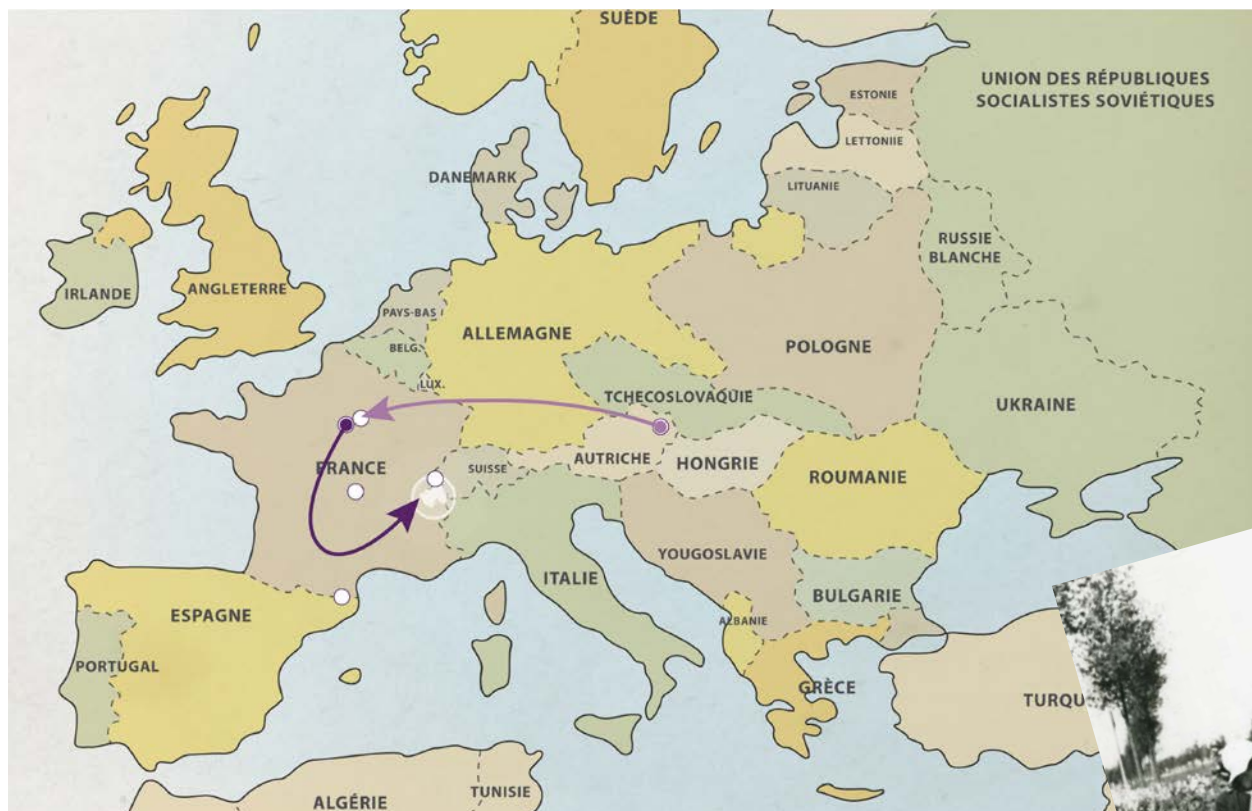 SUÈDE
UNION DES RÉPUBLIQUES
SOCIALISTES SOVIÉTIQUES
ESTONIE
LETTONIIE
DANEMARK
LITUANIE
RUSSIE
BLANCHE
IRLANDE
ANGLETERRE
PAYS-BAS
ALLEMAGNE
BELG.
POLOGNE
LUX.
TCHECOSLOVAQUIE
UKRAINE
FRANCE
SUISSE
AUTRICHE
HONGRIE
ROUMANIE
YOUGOSLAVIE
ITALIE
BULGARIE
ESPAGNE
ALBANIE
PORTUGAL
GRÈCE
TURQU
TUNISIE
ALGÉRIE